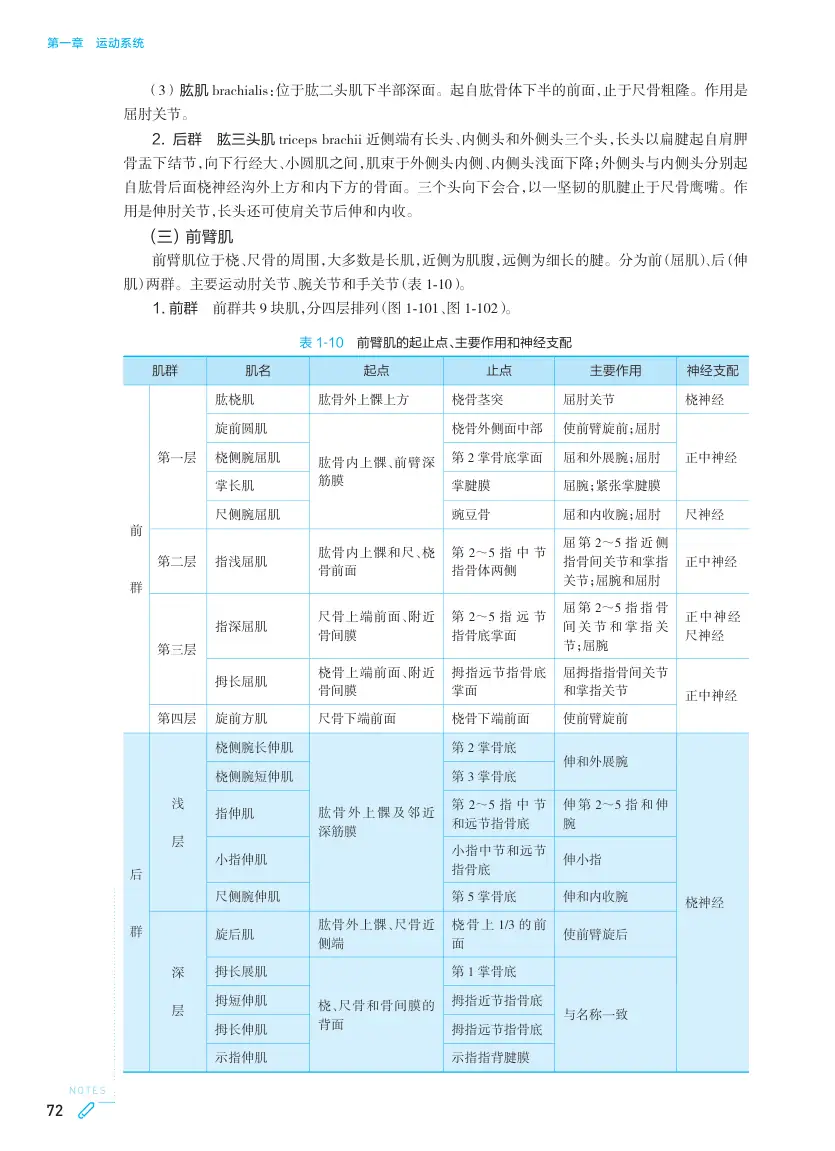 第一章　运动系统
（3）肱肌 brachialis：位于肱二头肌下半部深面。起自肱骨体下半的前面，止于尺骨粗隆。作用是
屈肘关节。
2. 后群　肱三头肌 triceps brachii 近侧端有长头、内侧头和外侧头三个头，长头以扁腱起自肩胛
骨盂下结节，向下行经大、小圆肌之间，肌束于外侧头内侧、内侧头浅面下降；外侧头与内侧头分别起
自肱骨后面桡神经沟外上方和内下方的骨面。三个头向下会合，以一坚韧的肌腱止于尺骨鹰嘴。作
用是伸肘关节，长头还可使肩关节后伸和内收。
（三）前臂肌
前臂肌位于桡、尺骨的周围，大多数是长肌，近侧为肌腹，远侧为细长的腱。分为前（屈肌）、后（伸
肌）两群。主要运动肘关节、腕关节和手关节（表 1-10）。
1. 前群　前群共 9 块肌，分四层排列（图 1-101、图 1-102）。
表 1-10　前臂肌的起止点、主要作用和神经支配
肌群　肌名　起点　止点　主要作用　神经支配
前
群
第一层
肱桡肌　肱骨外上髁上方　桡骨茎突　屈肘关节　桡神经
旋前圆肌
肱骨内上髁、前臂深
筋膜
桡骨外侧面中部　使前臂旋前；屈肘
正中神经
桡侧腕屈肌　第 2 掌骨底掌面　屈和外展腕；屈肘
掌长肌　掌腱膜　屈腕；紧张掌腱膜
尺侧腕屈肌　豌豆骨　屈和内收腕；屈肘　尺神经
第二层　指浅屈肌
肱骨内上髁和尺、桡
骨前面
第 2～5 指中节
指骨体两侧
屈第 2～5 指近侧
指骨间关节和掌指
关节；屈腕和屈肘
正中神经
第三层
指深屈肌
尺骨上端前面、附近
骨间膜
第 2～5 指远节
指骨底掌面
屈第 2～5 指指骨
间关节和掌指关
节；屈腕
正中神经
尺神经
拇长屈肌
桡骨上端前面、附近
骨间膜
拇指远节指骨底
掌面
屈拇指指骨间关节
和掌指关节
正中神经
第四层　旋前方肌　尺骨下端前面　桡骨下端前面　使前臂旋前
后
群
浅
层
桡侧腕长伸肌
肱骨外上髁及邻近
深筋膜
第 2 掌骨底
伸和外展腕
桡神经
桡侧腕短伸肌　第 3 掌骨底
指伸肌
第 2～5 指中节
和远节指骨底
伸第 2～5 指和伸
腕
小指伸肌
小指中节和远节
指骨底
伸小指
尺侧腕伸肌　第 5 掌骨底　伸和内收腕
深
层
旋后肌
肱骨外上髁、尺骨近
侧端
桡骨上 1/3 的前
面
使前臂旋后
拇长展肌
桡、尺骨和骨间膜的
背面
第 1 掌骨底
与名称一致
拇短伸肌　拇指近节指骨底
拇长伸肌　拇指远节指骨底
示指伸肌　示指指背腱膜
NOTES
72